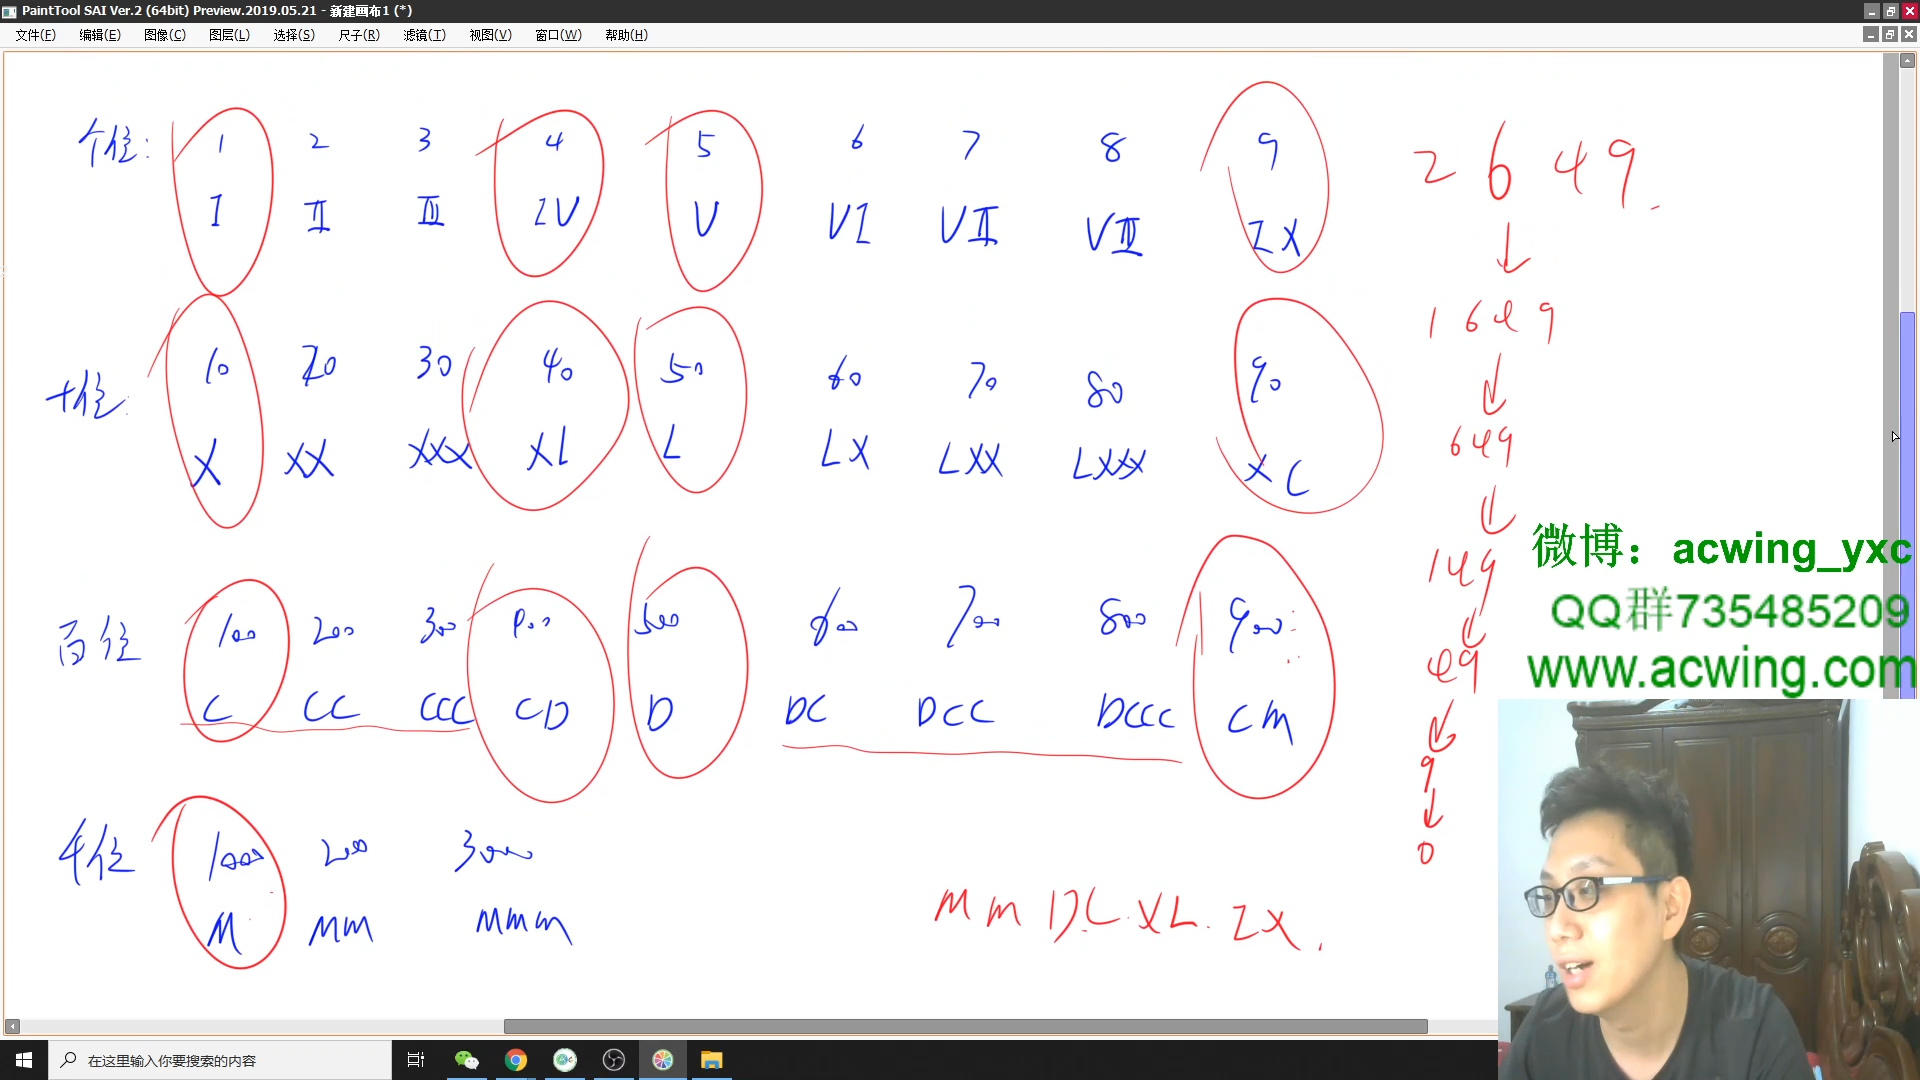 PaintTool SAI Ver.2 (64bit) Preview.2019.05.21 - 新建画布1 (*)
文件(F) 编辑(E) 图像(C) 图层(L) 选择(S) 尺子(R) 滤镜(T) 视图(V) 窗口(W) 帮助(H)
个位: 1 2 3 4 5 6 7 8 9
I II III IV V VI VII VIII IX
十位: 10 20 30 40 50 60 70 80 90
X XX XXX XL L LX LXX LXXX XC
百位 100 200 300 400 500 600 700 800 900
C CC CCC CD D DC DCC DCCC CM
千位 1000 200 3000
M MM MMM
MMDCXLIX.
2649.
1649
649
149
49
9
0
微博：acwing_yxc
QQ群735485209
www.acwing.com
在这里输入你要搜索的内容